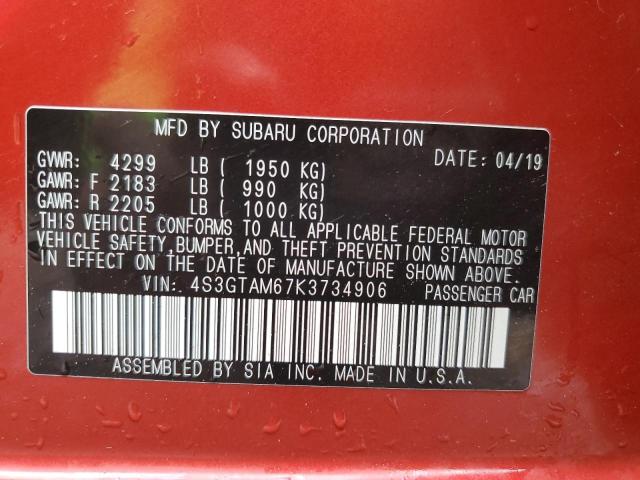 MFD BY SUBARU CORPORATION
GVWR: 4299 LB ( 1950 KG) DATE: 04/19
GAWR: F 2183 LB ( 990 KG)
GAWR: R 2205 LB ( 1000 KG)
THIS VEHICLE CONFORMS TO ALL APPLICABLE FEDERAL MOTOR
VEHICLE SAFETY, BUMPER, AND THEFT PREVENTION STANDARDS
IN EFFECT ON THE DATE OF MANUFACTURE SHOWN ABOVE.
VIN: 4S3GTAM67K3734906 PASSENGER CAR
ASSEMBLED BY SIA INC. MADE IN U.S.A.